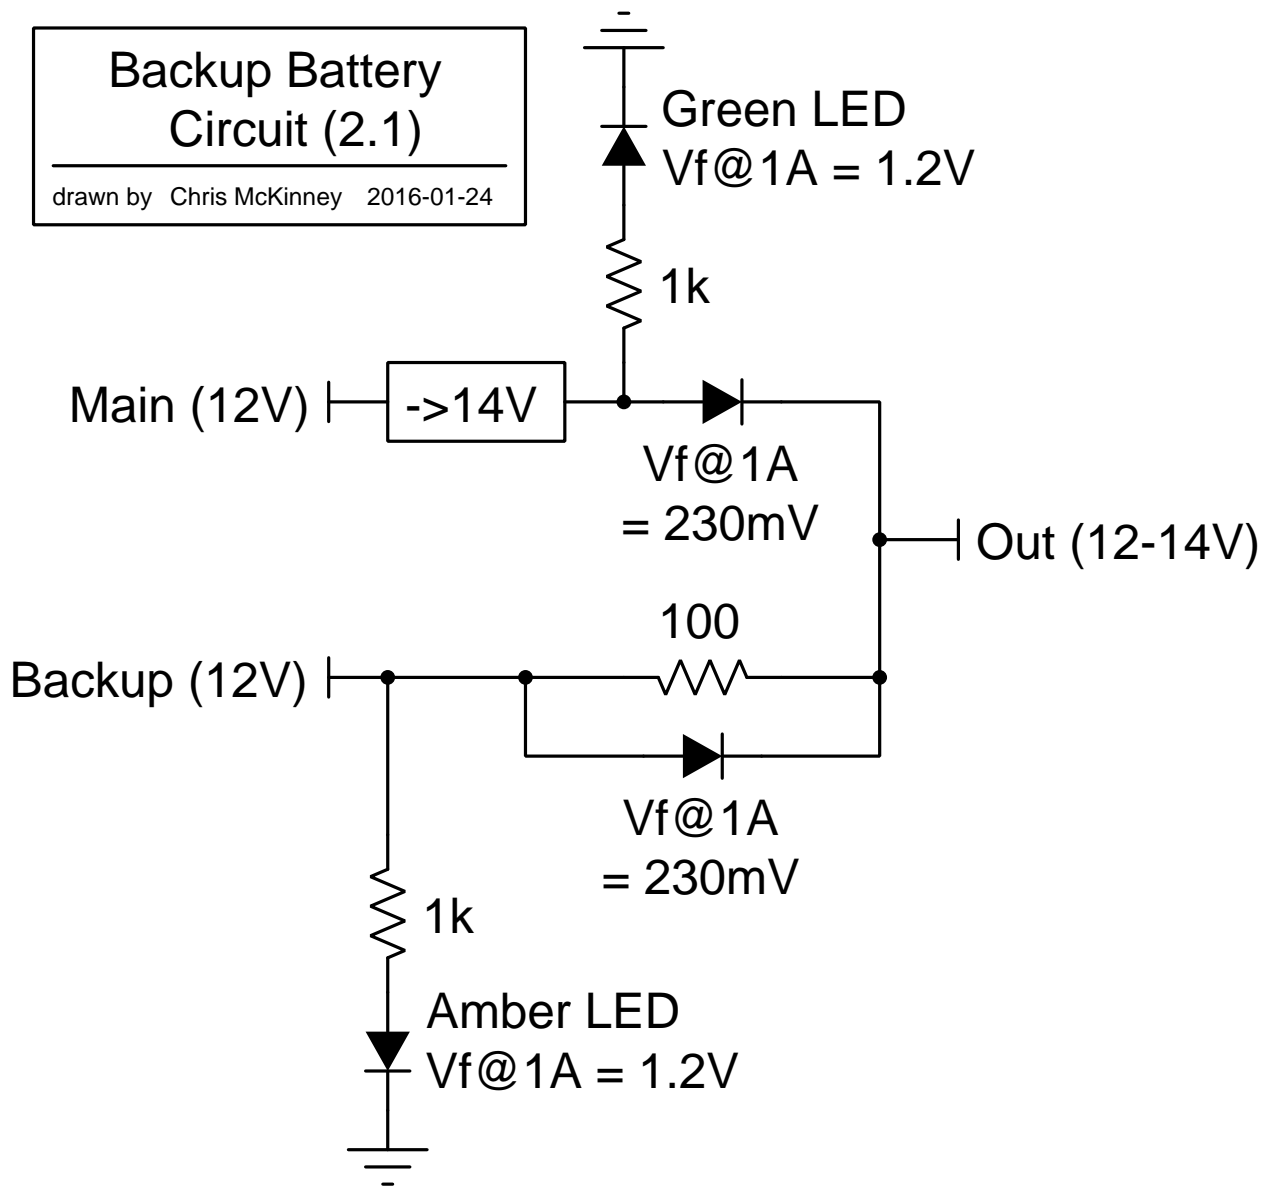 Backup Battery
Circuit (2.1)
drawn by Chris McKinney 2016-01-24
Green LED
Vf@1A = 1.2V
1k
Main (12V)
->14V
Vf@1A
= 230mV
Out (12-14V)
100
Backup (12V)
Vf@1A
= 230mV
1k
Amber LED
Vf@1A = 1.2V